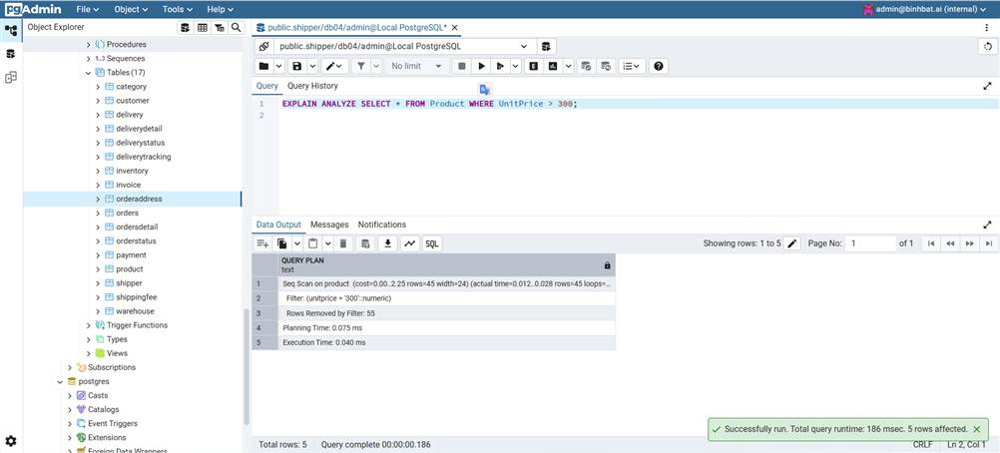 pgAdmin File Object Tools Help admin@binhbat.ai (internal)
Object Explorer
public.shipper/db04/admin@Local PostgreSQL*
Procedures
Sequences
Tables (17)
category
customer
delivery
deliverydetail
deliverystatus
deliverytracking
inventory
invoice
orderaddress
orders
ordersdetail
orderstatus
payment
product
shipper
shippingfee
warehouse
Trigger Functions
Types
Views
Subscriptions
postgres
Casts
Catalogs
Event Triggers
Extensions
Foreign Data Wrappers
public.shipper/db04/admin@Local PostgreSQL
No limit
Query Query History
1 EXPLAIN ANALYZE SELECT * FROM Product WHERE UnitPrice > 300;
2
Data Output Messages Notifications
SQL Showing rows: 1 to 5 Page No: 1 of 1
QUERY PLAN
text
1 Seq Scan on product (cost=0.00..2.25 rows=45 width=24) (actual time=0.012..0.028 rows=45 loops=...
2 Filter: (unitprice > '300'::numeric)
3 Rows Removed by Filter: 55
4 Planning Time: 0.075 ms
5 Execution Time: 0.040 ms
Successfully run. Total query runtime: 186 msec. 5 rows affected.
Total rows: 5 Query complete 00:00:00.186 CRLF Ln 2, Col 1